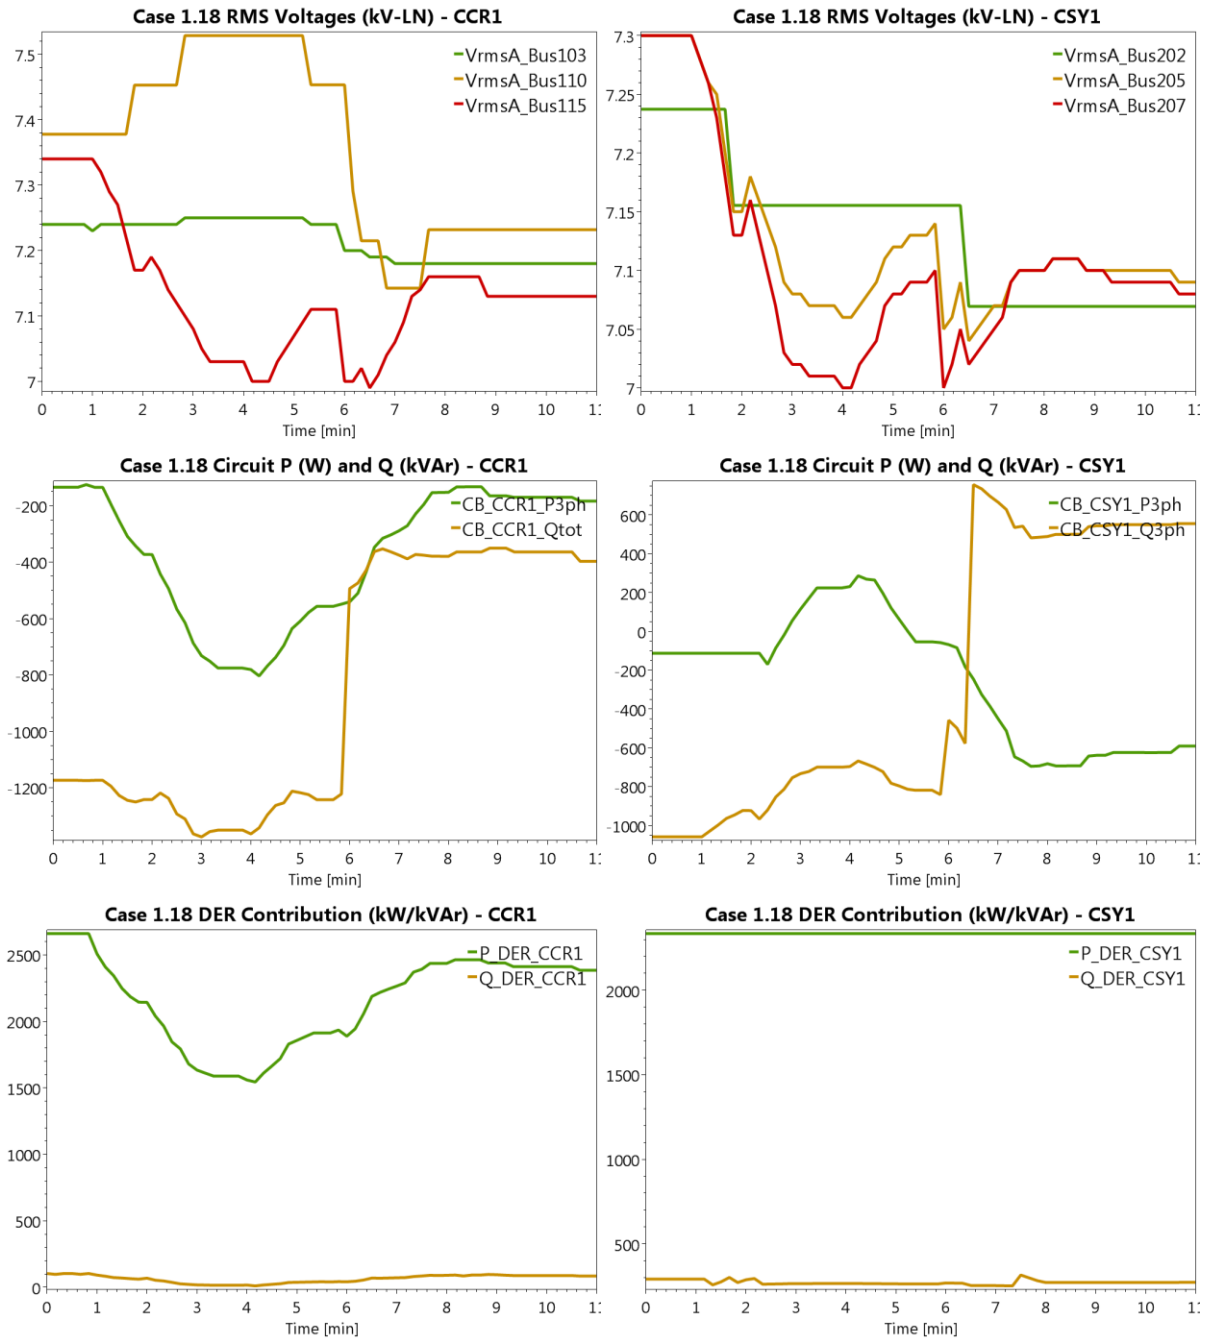 Case 1.18 RMS Voltages (kV-LN) - CCR1
VrmsA_Bus103
VrmsA_Bus110
VrmsA_Bus115
7.5
7.4
7.3
7.2
7.1
7
0 1 2 3 4 5 6 7 8 9 10 11
Time [min]
Case 1.18 RMS Voltages (kV-LN) - CSY1
VrmsA_Bus202
VrmsA_Bus205
VrmsA_Bus207
7.3
7.25
7.2
7.15
7.1
7.05
7
0 1 2 3 4 5 6 7 8 9 10 11
Time [min]
Case 1.18 Circuit P (W) and Q (kVAr) - CCR1
CB_CCR1_P3ph
CB_CCR1_Qtot
-200
-400
-600
-800
-1000
-1200
0 1 2 3 4 5 6 7 8 9 10 11
Time [min]
Case 1.18 Circuit P (W) and Q (kVAr) - CSY1
CB_CSY1_P3ph
CB_CSY1_Q3ph
600
400
200
0
-200
-400
-600
-800
-1000
0 1 2 3 4 5 6 7 8 9 10 11
Time [min]
Case 1.18 DER Contribution (kW/kVAr) - CCR1
P_DER_CCR1
Q_DER_CCR1
2500
2000
1500
1000
500
0
0 1 2 3 4 5 6 7 8 9 10 11
Time [min]
Case 1.18 DER Contribution (kW/kVAr) - CSY1
P_DER_CSY1
Q_DER_CSY1
2000
1500
1000
500
0 1 2 3 4 5 6 7 8 9 10 11
Time [min]